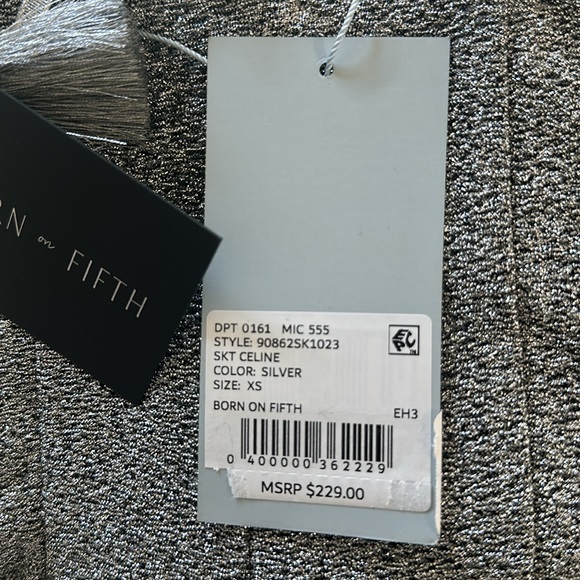 N on FIFTH
DPT 0161 MIC 555
STYLE: 90862SK1023
SKT CELINE
COLOR: SILVER
SIZE: XS
BORN ON FIFTH EH3
0 400000 362229
MSRP $229.00